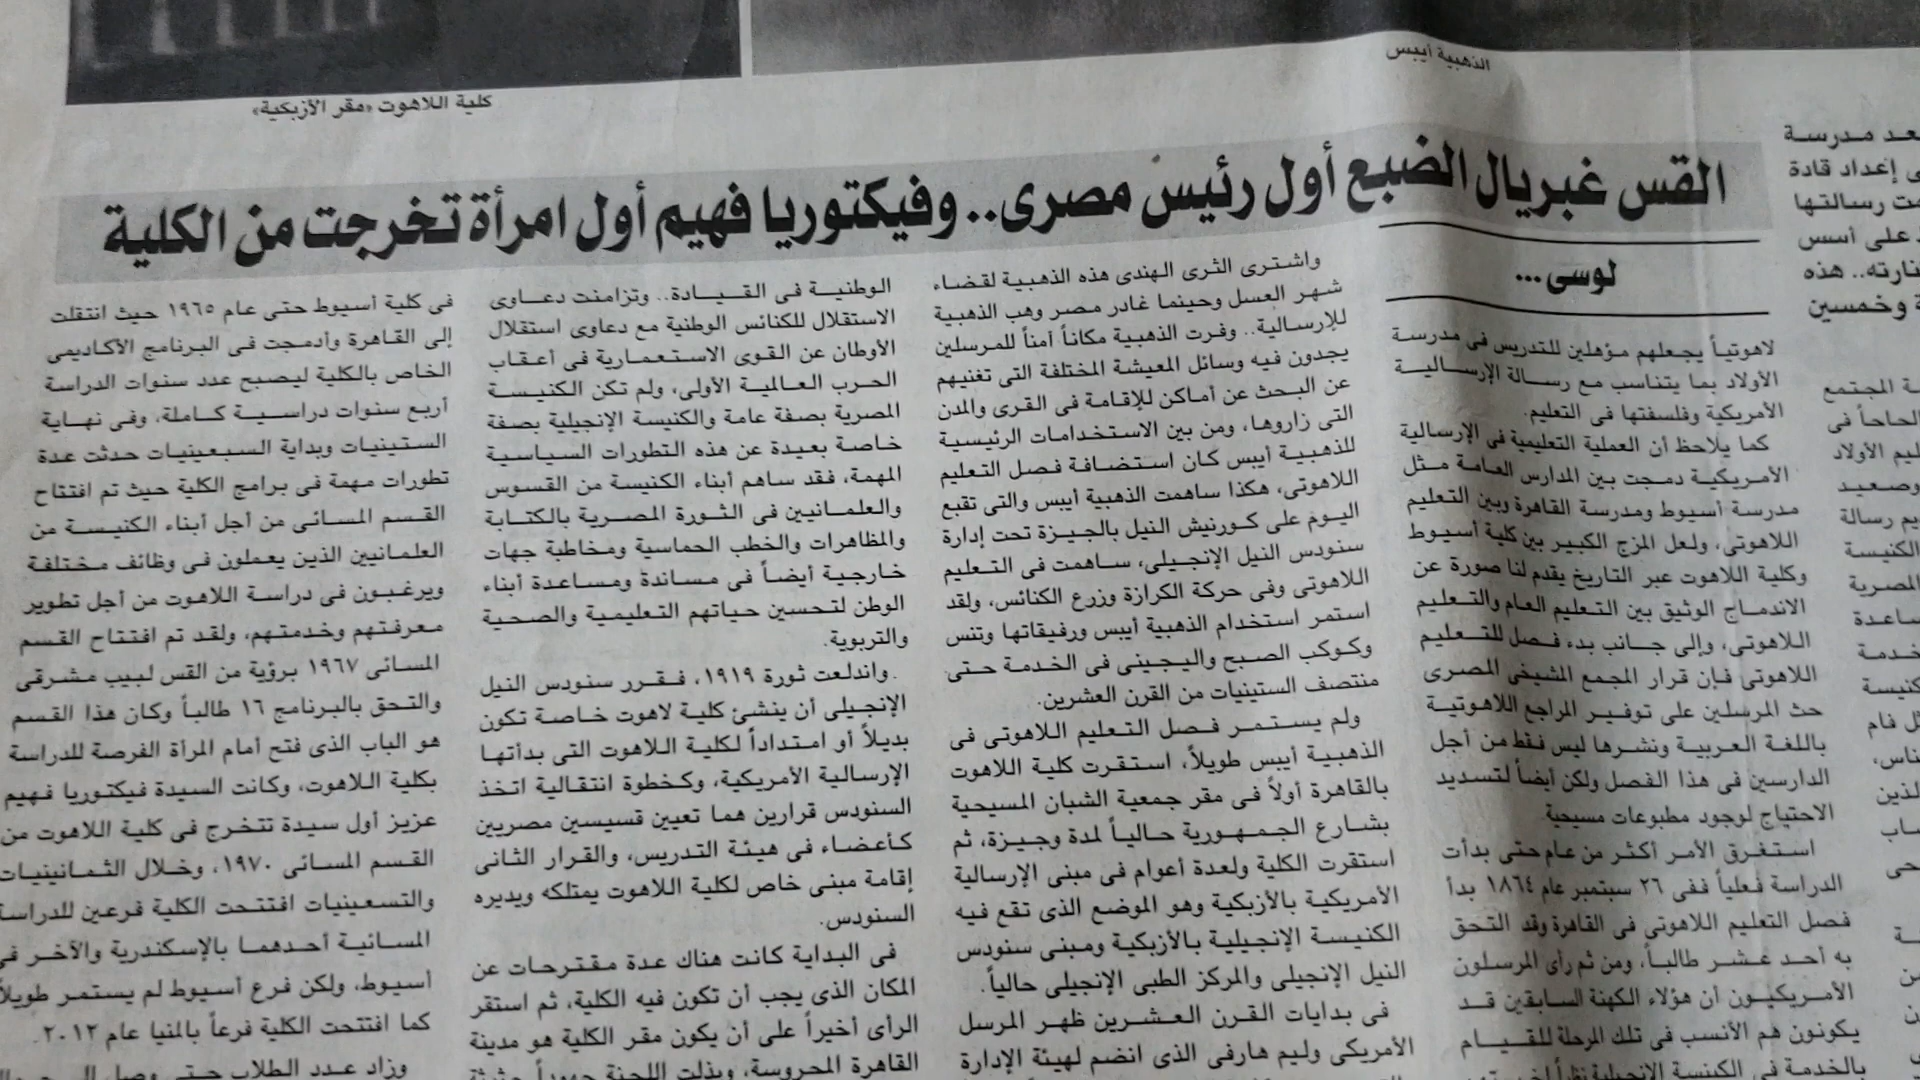 الذهبية أيبس
كلية اللاهوت «مقر الأزبكية»
القس غبريال الضبع أول رئيس مصرى.. وفيكتوريا فهيم أول امرأة تخرجت من الكلية
مدرسة
إعداد قادة
رسالتها
على أسس
هذه
وخمسين
المجتمع
الأولاد
رسالة
الكنيسة
المصرية
لوسى ...
لاهوتياً يجعلهم مؤهلين للتدريس فى مدرسة
الأولاد بما يتناسب مع رسالة الإرسالية
الأمريكية وفلسفتها فى التعليم.
كما يلاحظ أن العملية التعليمية فى الإرسالية
الأمريكية دمجت بين المدارس العامة مثل
مدرسة أسيوط ومدرسة القاهرة وبين التعليم
اللاهوتى، ولعل المزج الكبير بين كلية أسيوط
وكلية اللاهوت عبر التاريخ يقدم لنا صورة عن
الاندماج الوثيق بين التعليم العام والتعليم
اللاهوتى، وإلى جانب بدء فصل للتعليم
اللاهوتى فإن قرار المجمع المشيخى المصرى
حث المرسلين على توفير المراجع اللاهوتية
باللغة العربية ونشرها ليس فقط من أجل
الدارسين فى هذا الفصل ولكن أيضاً لتسديد
الاحتياج لوجود مطبوعات مسيحية.
استغرق الأمر أكثر من عام حتى بدأت
الدراسة فعلياً ففى ٢٦ سبتمبر عام ١٨٦٤ بدأ
فصل التعليم اللاهوتى فى القاهرة وقد التحق
به أحد عشر طالباً، ومن ثم رأى المرسلون
الأمريكيون أن هؤلاء الكهنة السابقين قد
يكونون هم الأنسب فى تلك المرحلة للقيام
بالخدمة فى الكنيسة الإنجيلية نظراً
واشترى الثرى الهندى هذه الذهبية لقضاء
شهر العسل وحينما غادر مصر وهب الذهبية
للإرسالية.. وفرت الذهبية مكاناً آمناً للمرسلين
يجدون فيه وسائل المعيشة المختلفة التى تغنيهم
عن البحث عن أماكن للإقامة فى القرى والمدن
التى زاروها، ومن بين الاستخدامات الرئيسية
للذهبية أيبس كان استضافة فصل التعليم
اللاهوتى، هكذا ساهمت الذهبية أيبس والتى تقبع
اليوم على كورنيش النيل بالجيزة تحت إدارة
سنودس النيل الإنجيلى، ساهمت فى التعليم
اللاهوتى وفى حركة الكرازة وزرع الكنائس، ولقد
استمر استخدام الذهبية أيبس ورفيقاتها وتنس
وكوكب الصبح واليجينى فى الخدمة حتى
منتصف الستينيات من القرن العشرين.
ولم يستمر فصل التعليم اللاهوتى فى
الذهبية أيبس طويلاً، استقرت كلية اللاهوت
بالقاهرة أولاً فى مقر جمعية الشبان المسيحية
بشارع الجمهورية حالياً لمدة وجيزة، ثم
استقرت الكلية ولعدة أعوام فى مبنى الإرسالية
الأمريكية بالأزبكية وهو الموضع الذى تقع فيه
الكنيسة الإنجيلية بالأزبكية ومبنى سنودس
النيل الإنجيلى والمركز الطبى الإنجيلى حالياً.
فى بدايات القرن العشرين ظهر المرسل
الأمريكى وليم هارفى الذى انضم لهيئة الإدارة
الوطنية فى القيادة.. وتزامنت دعاوى
الاستقلال للكنائس الوطنية مع دعاوى استقلال
الأوطان عن القوى الاستعمارية فى أعقاب
الحرب العالمية الأولى، ولم تكن الكنيسة
المصرية بصفة عامة والكنيسة الإنجيلية بصفة
خاصة بعيدة عن هذه التطورات السياسية
المهمة، فقد ساهم أبناء الكنيسة من القسوس
والعلمانيين فى الثورة المصرية بالكتابة
والمظاهرات والخطب الحماسية ومخاطبة جهات
خارجية أيضاً فى مساندة ومساعدة أبناء
الوطن لتحسين حياتهم التعليمية والصحية
والتربوية.
واندلعت ثورة ١٩١٩، فقرر سنودس النيل
الإنجيلى أن ينشئ كلية لاهوت خاصة تكون
بديلاً أو امتداداً لكلية اللاهوت التى بدأتها
الإرسالية الأمريكية، وكخطوة انتقالية اتخذ
السنودس قرارين هما تعيين قسيسين مصريين
كأعضاء فى هيئة التدريس، والقرار الثانى
إقامة مبنى خاص لكلية اللاهوت يمتلكه ويديره
السنودس.
فى البداية كانت هناك عدة مقترحات عن
المكان الذى يجب أن تكون فيه الكلية، ثم استقر
الرأى أخيراً على أن يكون مقر الكلية هو مدينة
القاهرة المحروسة، وبذلت اللجنة جهوداً حثيثة
فى كلية أسيوط حتى عام ١٩٦٥ حيث انتقلت
إلى القاهرة وأدمجت فى البرنامج الأكاديمى
الخاص بالكلية ليصبح عدد سنوات الدراسة
أربع سنوات دراسية كاملة، وفى نهاية
الستينيات وبداية السبعينيات حدثت عدة
تطورات مهمة فى برامج الكلية حيث تم افتتاح
القسم المسائى من أجل أبناء الكنيسة من
العلمانيين الذين يعملون فى وظائف مختلفة
ويرغبون فى دراسة اللاهوت من أجل تطوير
معرفتهم وخدمتهم، ولقد تم افتتاح القسم
المسائى ١٩٦٧ برؤية من القس لبيب مشرقى
والتحق بالبرنامج ١٦ طالباً وكان هذا القسم
هو الباب الذى فتح أمام المرأة الفرصة للدراسة
بكلية اللاهوت، وكانت السيدة فيكتوريا فهيم
عزيز أول سيدة تتخرج فى كلية اللاهوت من
القسم المسائى ١٩٧٠، وخلال الثمانينيات
والتسعينيات افتتحت الكلية فرعين للدراسة
المسائية أحدهما بالإسكندرية والآخر فى
أسيوط، ولكن فرع أسيوط لم يستمر طويلاً
كما افتتحت الكلية فرعاً بالمنيا عام ٢٠١٢.
وزاد عدد الطلاب حتى وصل إلى